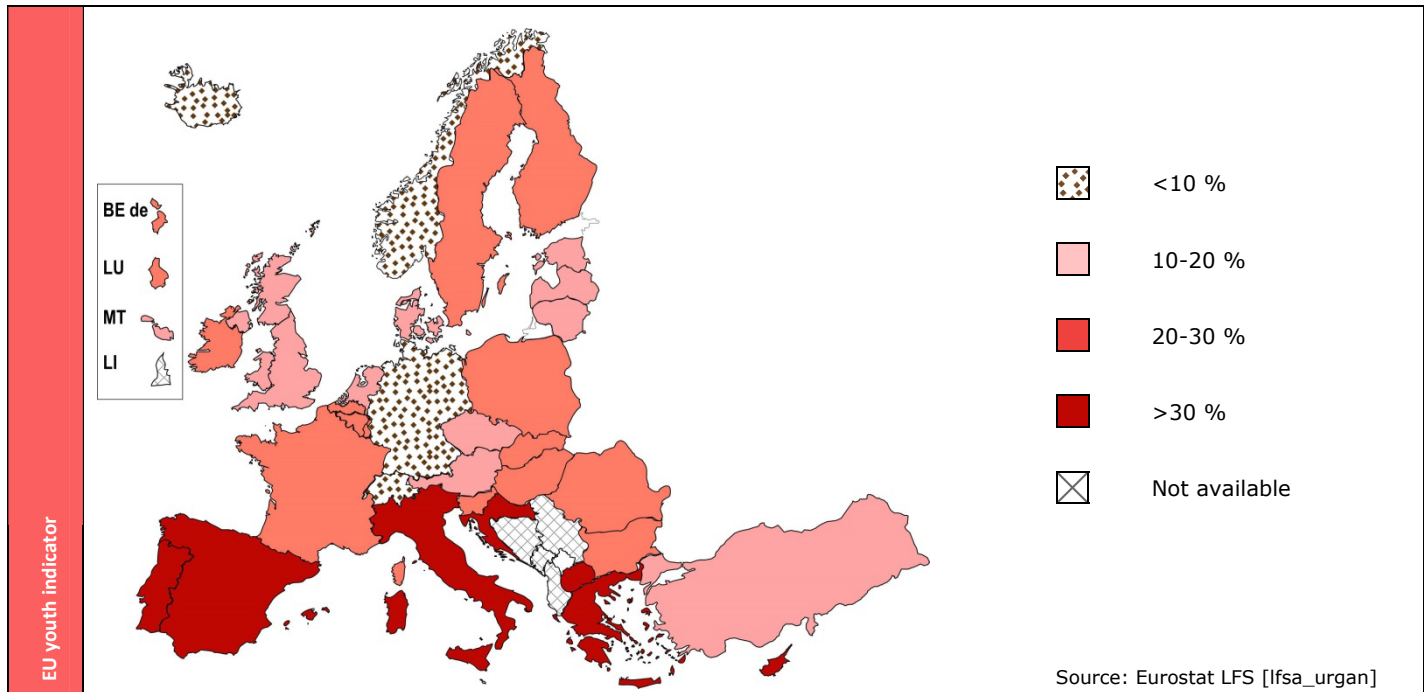 EU youth indicator
BE de
LU
MT
LI
<10 %
10-20 %
20-30 %
>30 %
Not available
Source: Eurostat LFS [lfsa_urgan]